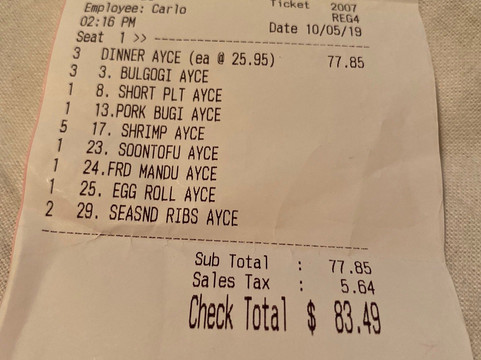 Ticket 2007
Employee: Carlo REG4
02:16 PM Date 10/05/19
Seat 1 >>
3 DINNER AYCE (ea @ 25.95) 77.85
3 3. BULGOGI AYCE
1 8. SHORT PLT AYCE
1 13.PORK BUGI AYCE
5 17. SHRIMP AYCE
1 23. SOONTOFU AYCE
1 24.FRD MANDU AYCE
1 25. EGG ROLL AYCE
2 29. SEASND RIBS AYCE
Sub Total : 77.85
Sales Tax : 5.64
Check Total $ 83.49